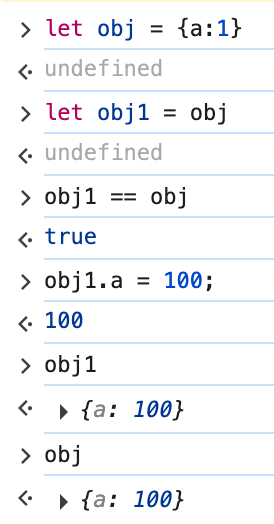 > let obj = {a:1}
<· undefined
> let obj1 = obj
<· undefined
> obj1 == obj
<· true
> obj1.a = 100;
<· 100
> obj1
<· ▶ {a: 100}
> obj
<· ▶ {a: 100}